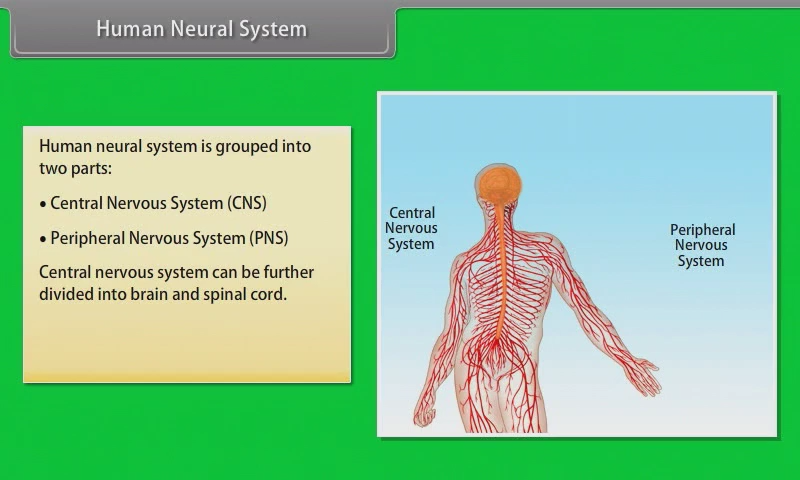 Human Neural System
Human neural system is grouped into
two parts:
• Central Nervous System (CNS)
• Peripheral Nervous System (PNS)
Central nervous system can be further
divided into brain and spinal cord.
Central
Nervous
System
Peripheral
Nervous
System